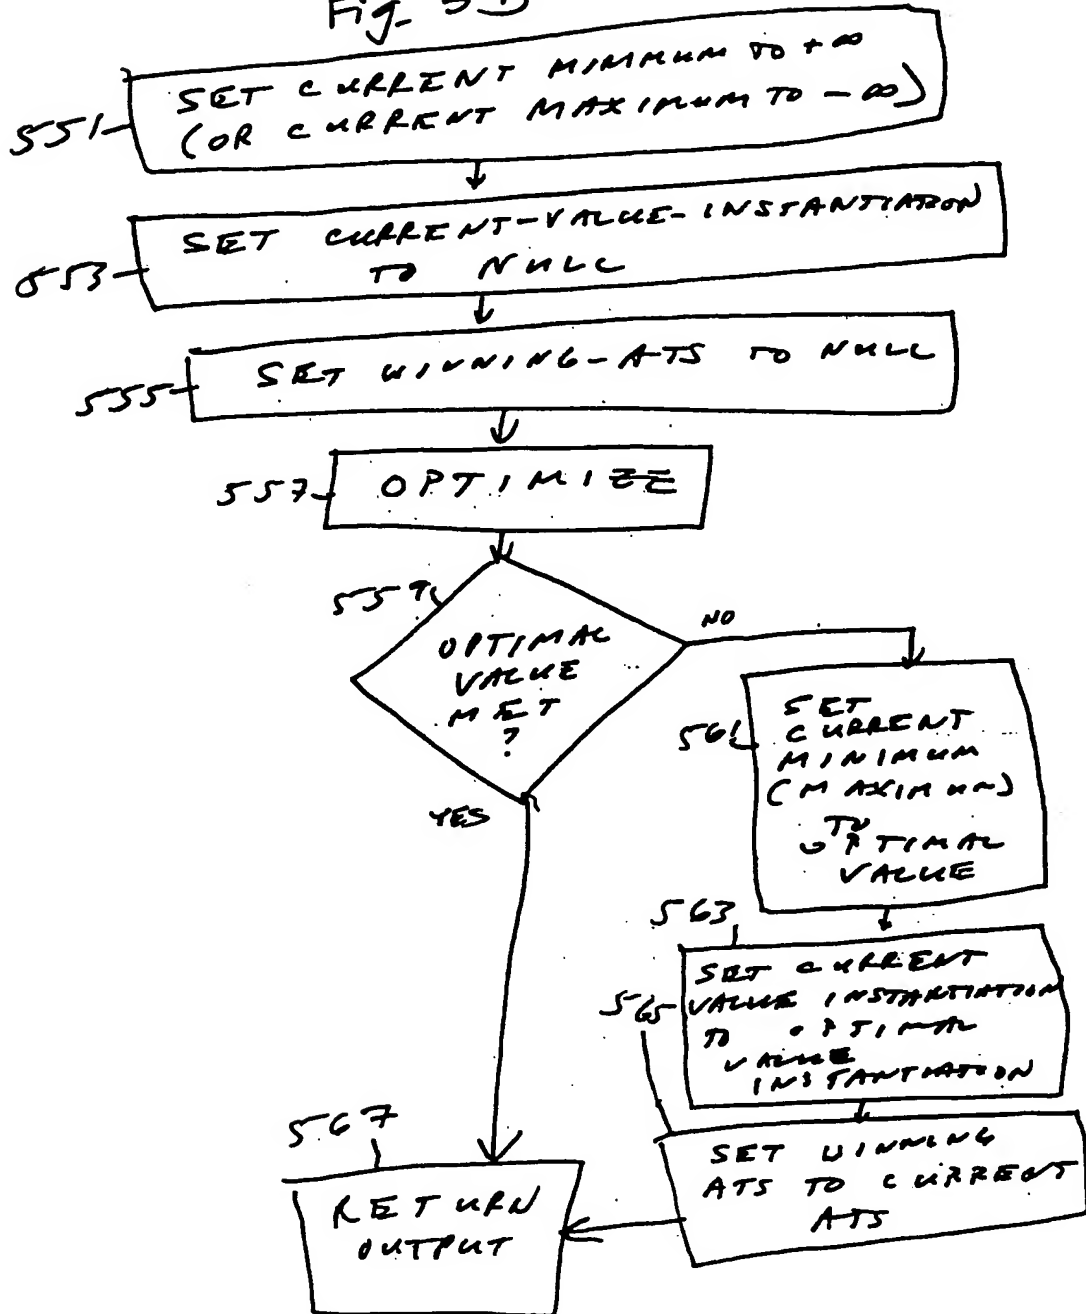 Fig. 5D
SET CURRENT MINIMUM TO +∞
(OR CURRENT MAXIMUM TO -∞)
551
SET CURRENT-VALUE-INSTANTIATION
TO NULL
553
SET WINNING-ATS TO NULL
555
OPTIMIZE
557
559
OPTIMAL
VALUE
MET
?
NO
YES
561
SET
CURRENT
MINIMUM
(MAXIMUM)
TO
OPTIMAL
VALUE
563
SET CURRENT
VALUE INSTANTIATION
TO OPTIMAL
VALUE
INSTANTIATION
565
SET WINNING
ATS TO CURRENT
ATS
567
RETURN
OUTPUT